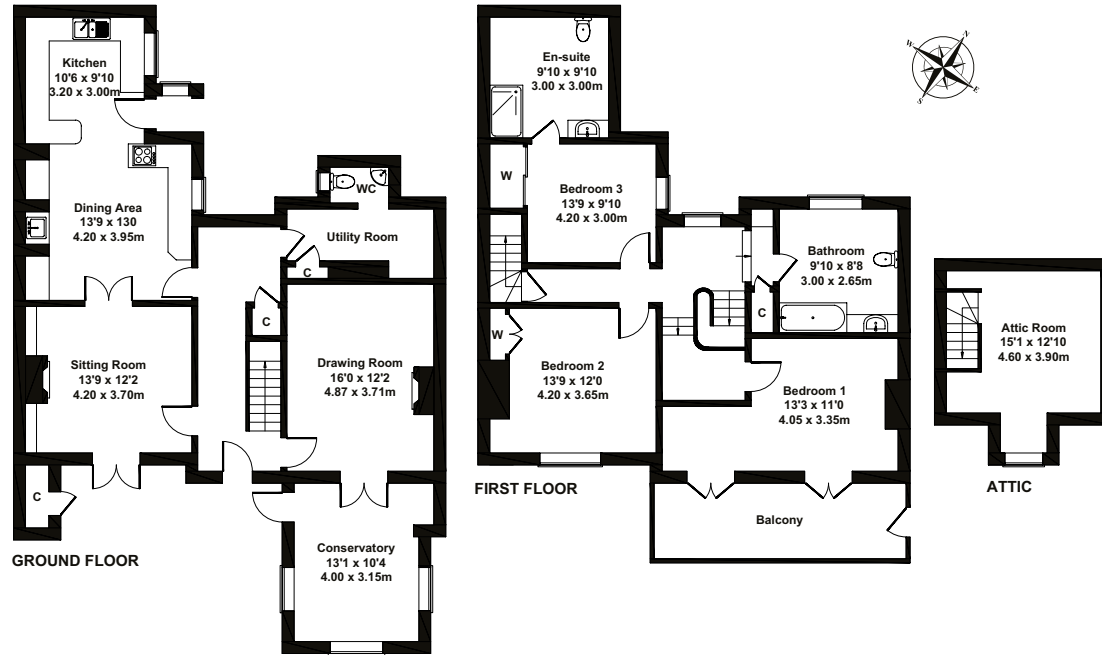 Kitchen
10'6 x 9'10
3.20 x 3.00m
Dining Area
13'9 x 130
4.20 x 3.95m
WC
Utility Room
C
C
Sitting Room
13'9 x 12'2
4.20 x 3.70m
Drawing Room
16'0 x 12'2
4.87 x 3.71m
C
Conservatory
13'1 x 10'4
4.00 x 3.15m
GROUND FLOOR
En-suite
9'10 x 9'10
3.00 x 3.00m
W
Bedroom 3
13'9 x 9'10
4.20 x 3.00m
Bathroom
9'10 x 8'8
3.00 x 2.65m
C
W
Bedroom 2
13'9 x 12'0
4.20 x 3.65m
Bedroom 1
13'3 x 11'0
4.05 x 3.35m
Balcony
FIRST FLOOR
N
W
E
S
Attic Room
15'1 x 12'10
4.60 x 3.90m
ATTIC